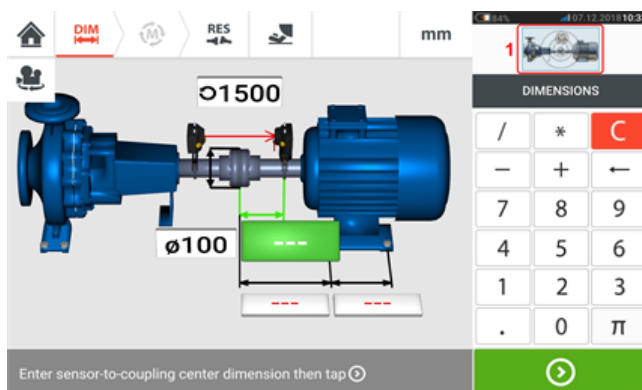 DIM
M
RES
mm
84%
07.12.2018 10:3
1
DIMENSIONS
Ↄ1500
ø100
---
---
---
/ * C
− + ←
7 8 9
4 5 6
1 2 3
. 0 π
Enter sensor-to-coupling center dimension then tap